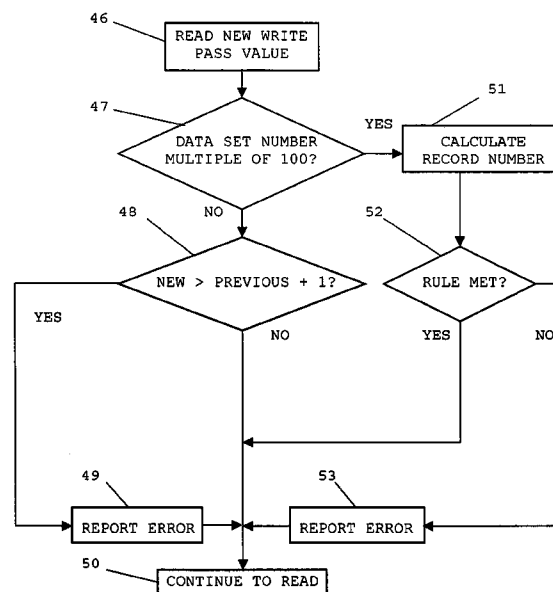 46
READ NEW WRITE
PASS VALUE
47
DATA SET NUMBER
MULTIPLE OF 100?
YES
51
CALCULATE
RECORD NUMBER
NO
48
NEW > PREVIOUS + 1?
52
RULE MET?
YES
NO
YES
NO
49
REPORT ERROR
53
REPORT ERROR
50
CONTINUE TO READ